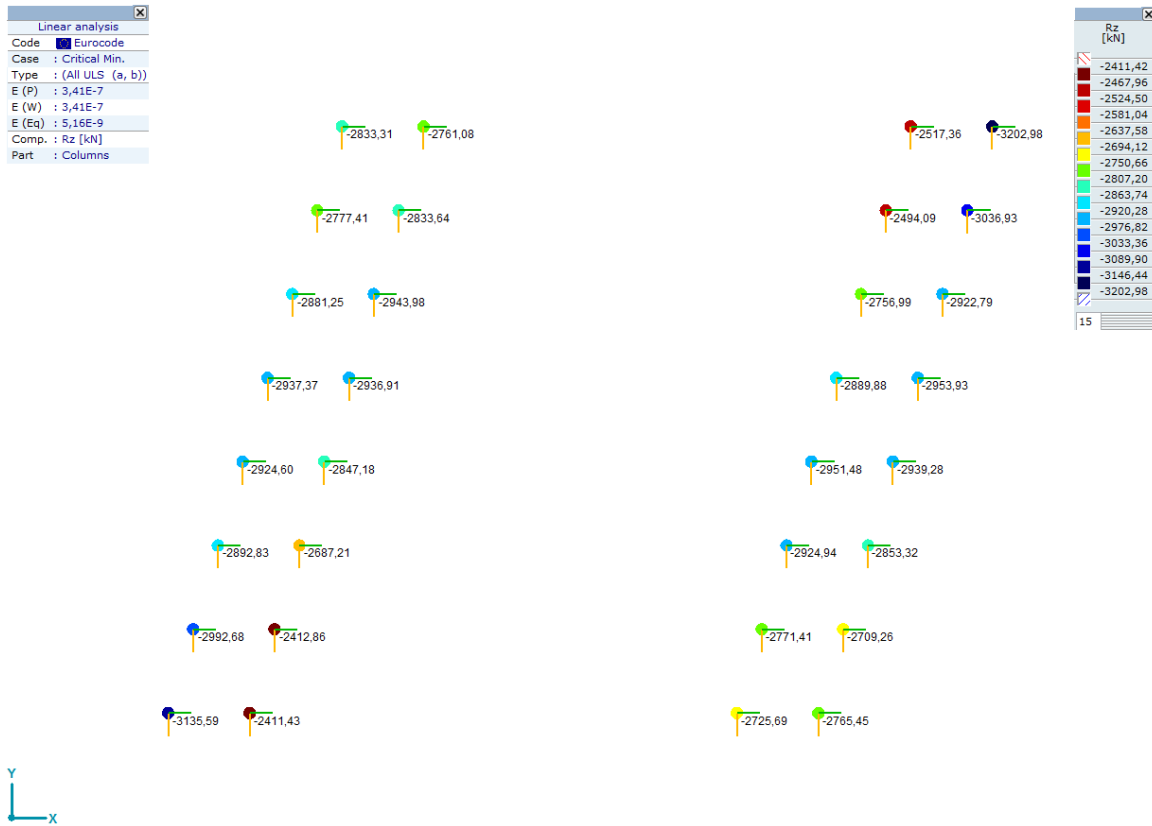 Linear analysis
Code Eurocode
Case : Critical Min.
Type : (All ULS (a, b))
E (P) : 3,41E-7
E (W) : 3,41E-7
E (Eq) : 5,16E-9
Comp. : Rz [kN]
Part : Columns
Rz
[kN]
-2411,42
-2467,96
-2524,50
-2581,04
-2637,58
-2694,12
-2750,66
-2807,20
-2863,74
-2920,28
-2976,82
-3033,36
-3089,90
-3146,44
-3202,98
15
-2833,31 -2761,08 -2517,36 -3202,98
-2777,41 -2833,64 -2494,09 -3036,93
-2881,25 -2943,98 -2756,99 -2922,79
-2937,37 -2936,91 -2889,88 -2953,93
-2924,60 -2847,18 -2951,48 -2939,28
-2892,83 -2687,21 -2924,94 -2853,32
-2992,68 -2412,86 -2771,41 -2709,26
-3135,59 -2411,43 -2725,69 -2765,45
Y
X